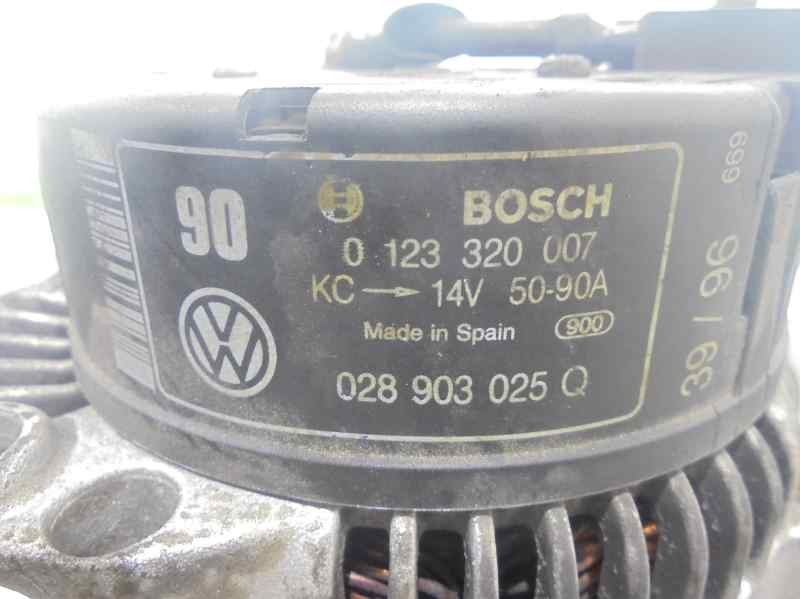 90
BOSCH
0 123 320 007
KC → 14V 50-90A
Made in Spain 900
VW
028 903 025 Q
39 / 96
669